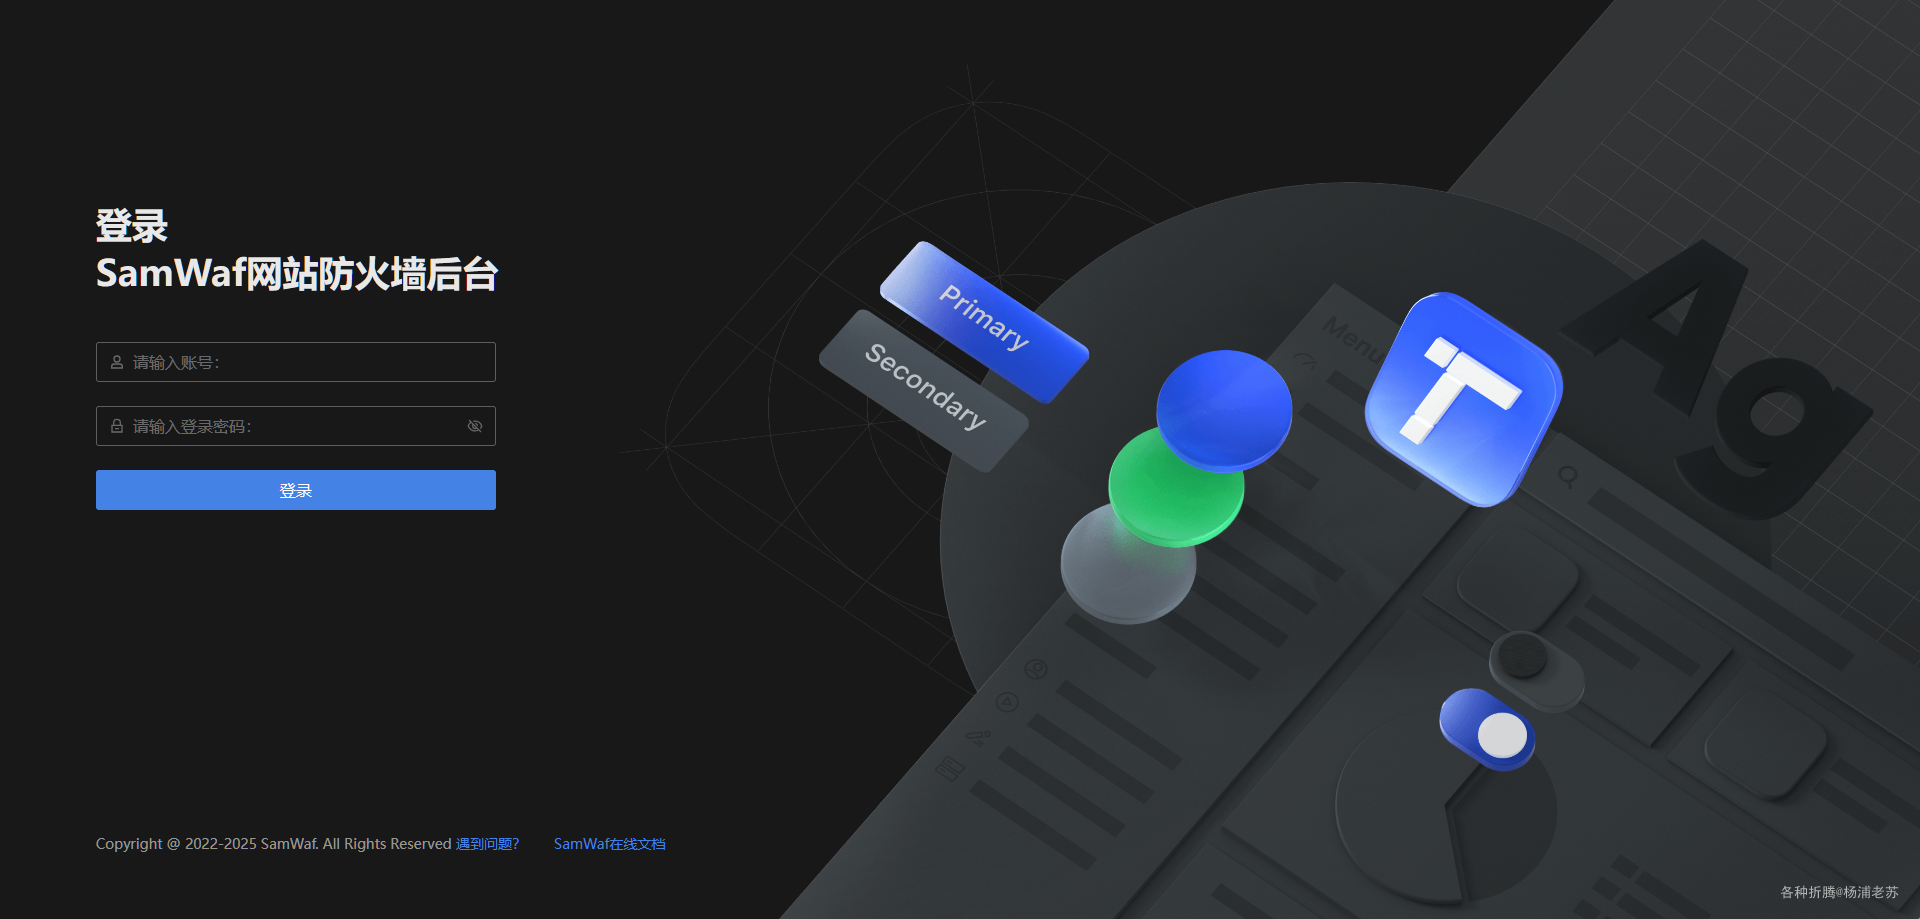 登录
SamWaf网站防火墙后台
请输入账号:
请输入登录密码:
登录
Primary
Secondary
Menu
T
Ag
Copyright @ 2022-2025 SamWaf. All Rights Reserved 遇到问题? SamWaf在线文档
各种折腾@杨浦老苏